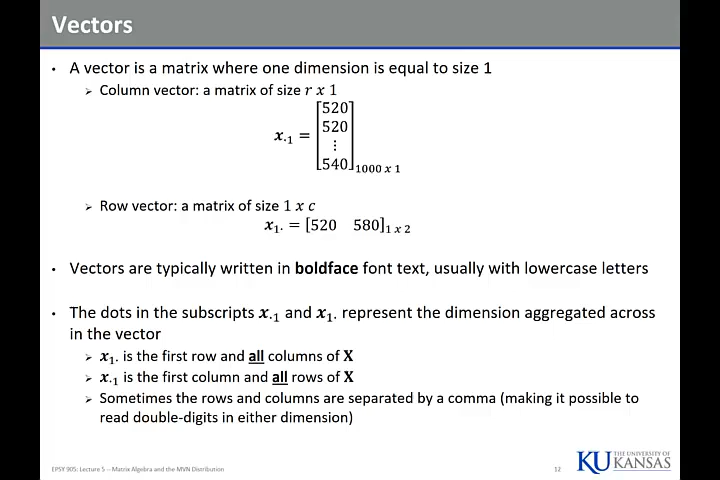 Vectors
• A vector is a matrix where one dimension is equal to size 1
➢ Column vector: a matrix of size r x 1
x·1 = [520
520
⋮
540]1000 x 1
➢ Row vector: a matrix of size 1 x c
x1· = [520 580]1 x 2
• Vectors are typically written in boldface font text, usually with lowercase letters
• The dots in the subscripts x·1 and x1· represent the dimension aggregated across
in the vector
➢ x1· is the first row and all columns of X
➢ x·1 is the first column and all rows of X
➢ Sometimes the rows and columns are separated by a comma (making it possible to
read double-digits in either dimension)
EPSY 905: Lecture 5 -- Matrix Algebra and the MVN Distribution
12
KU THE UNIVERSITY OF
KANSAS